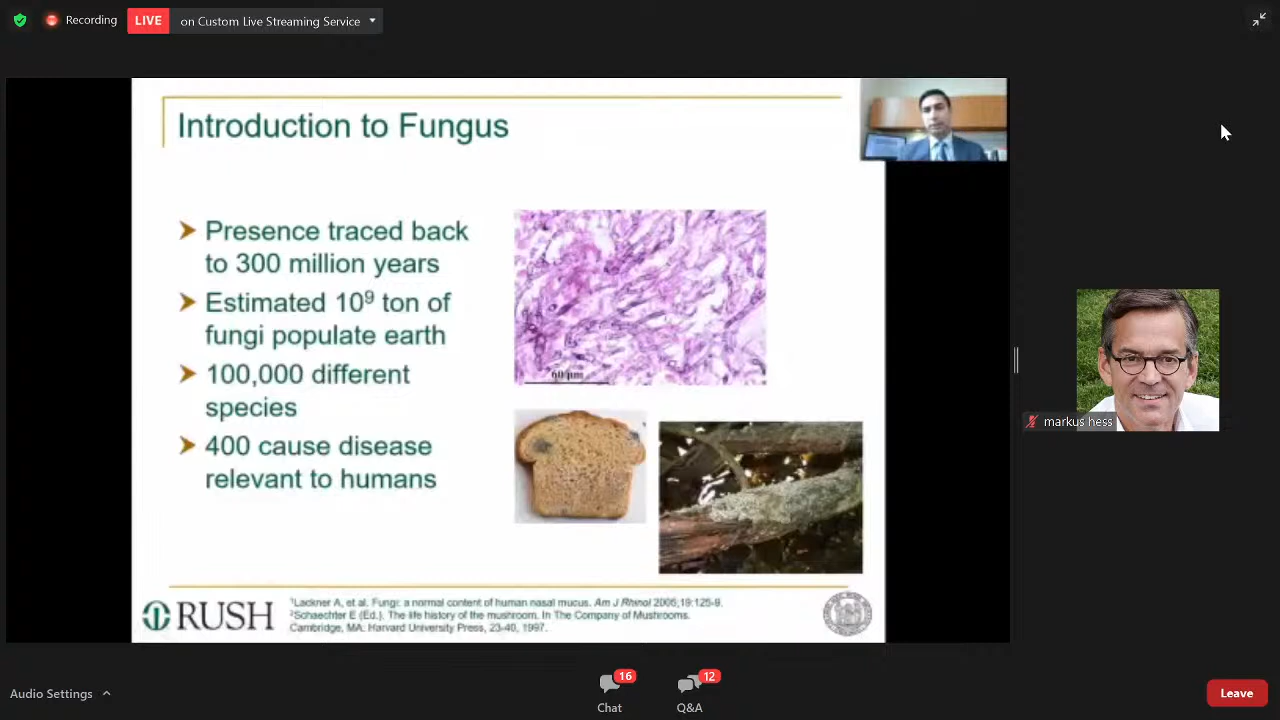 Recording
LIVE
on Custom Live Streaming Service
Introduction to Fungus
Presence traced back
to 300 million years
Estimated 10⁹ ton of
fungi populate earth
100,000 different
species
400 cause disease
relevant to humans
60 µm
markus hess
RUSH
¹Lackner A, et al. Fungi: a normal content of human nasal mucus. Am J Rhinol 2005;19:125-9.
²Schaechter E (Ed.). The life history of the mushroom. In The Company of Mushrooms.
Cambridge, MA: Harvard University Press, 23-40, 1997.
Audio Settings
16
Chat
12
Q&A
Leave